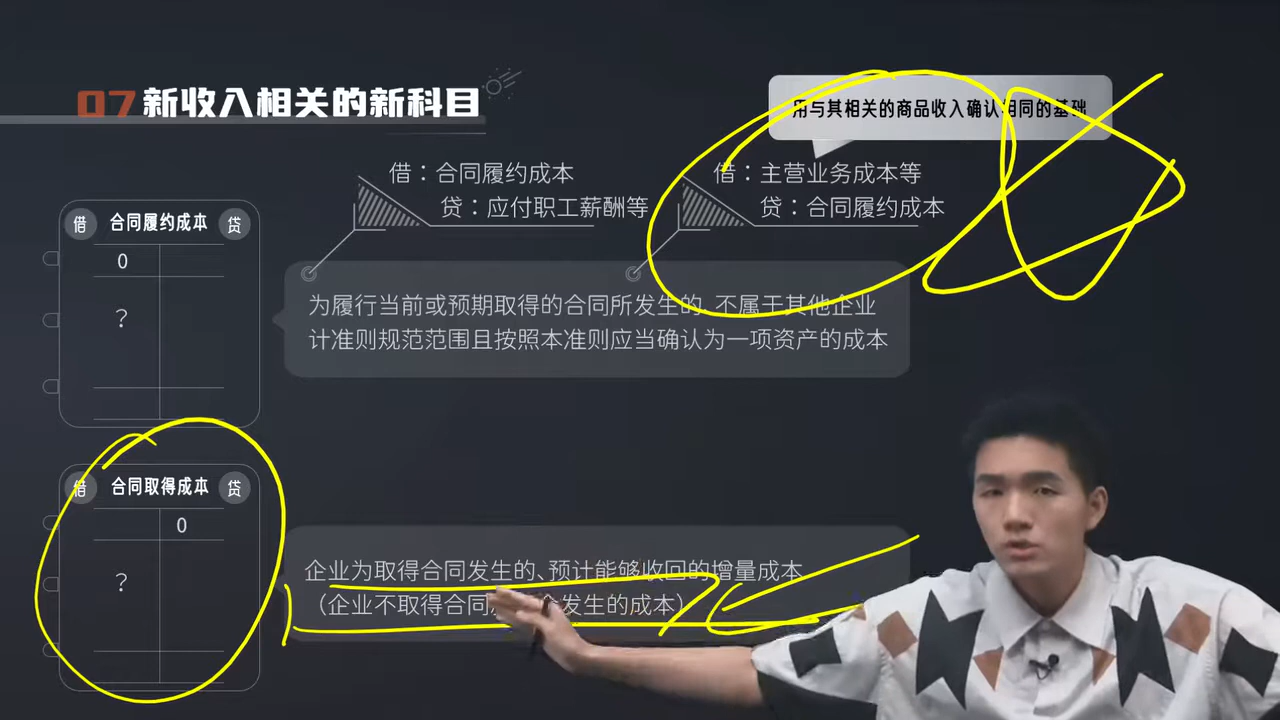 07 新收入相关的新科目
用与其相关的商品收入确认相同的基础
借：合同履约成本
贷：应付职工薪酬等
借：主营业务成本等
贷：合同履约成本
借 合同履约成本 贷
0
?
为履行当前或预期取得的合同所发生的、不属于其他企业
计准则规范范围且按照本准则应当确认为一项资产的成本
借 合同取得成本 贷
0
?
企业为取得合同发生的、预计能够收回的增量成本
（企业不取得合同 发生的成本）